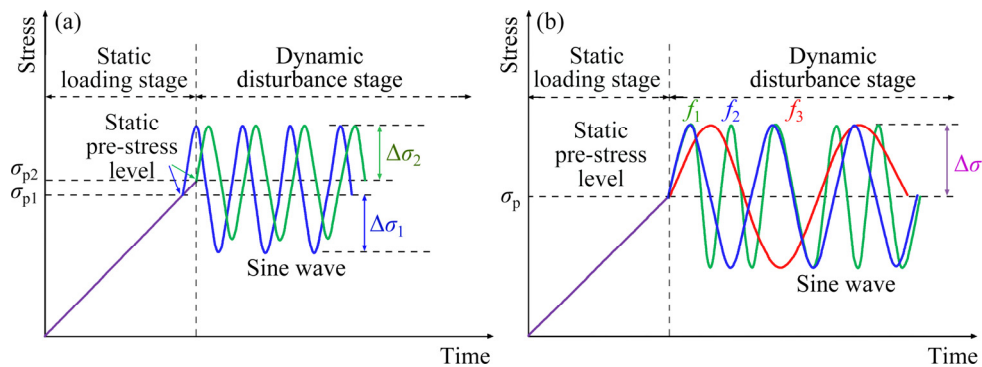 (a)
Stress
Static
loading stage
Dynamic
disturbance stage
Static
pre-stress
level
σp2
σp1
Δσ2
Δσ1
Sine wave
Time
(b)
Stress
Static
loading stage
Dynamic
disturbance stage
f1 f2 f3
Static
pre-stress
level
Δσ
σp
Sine wave
Time